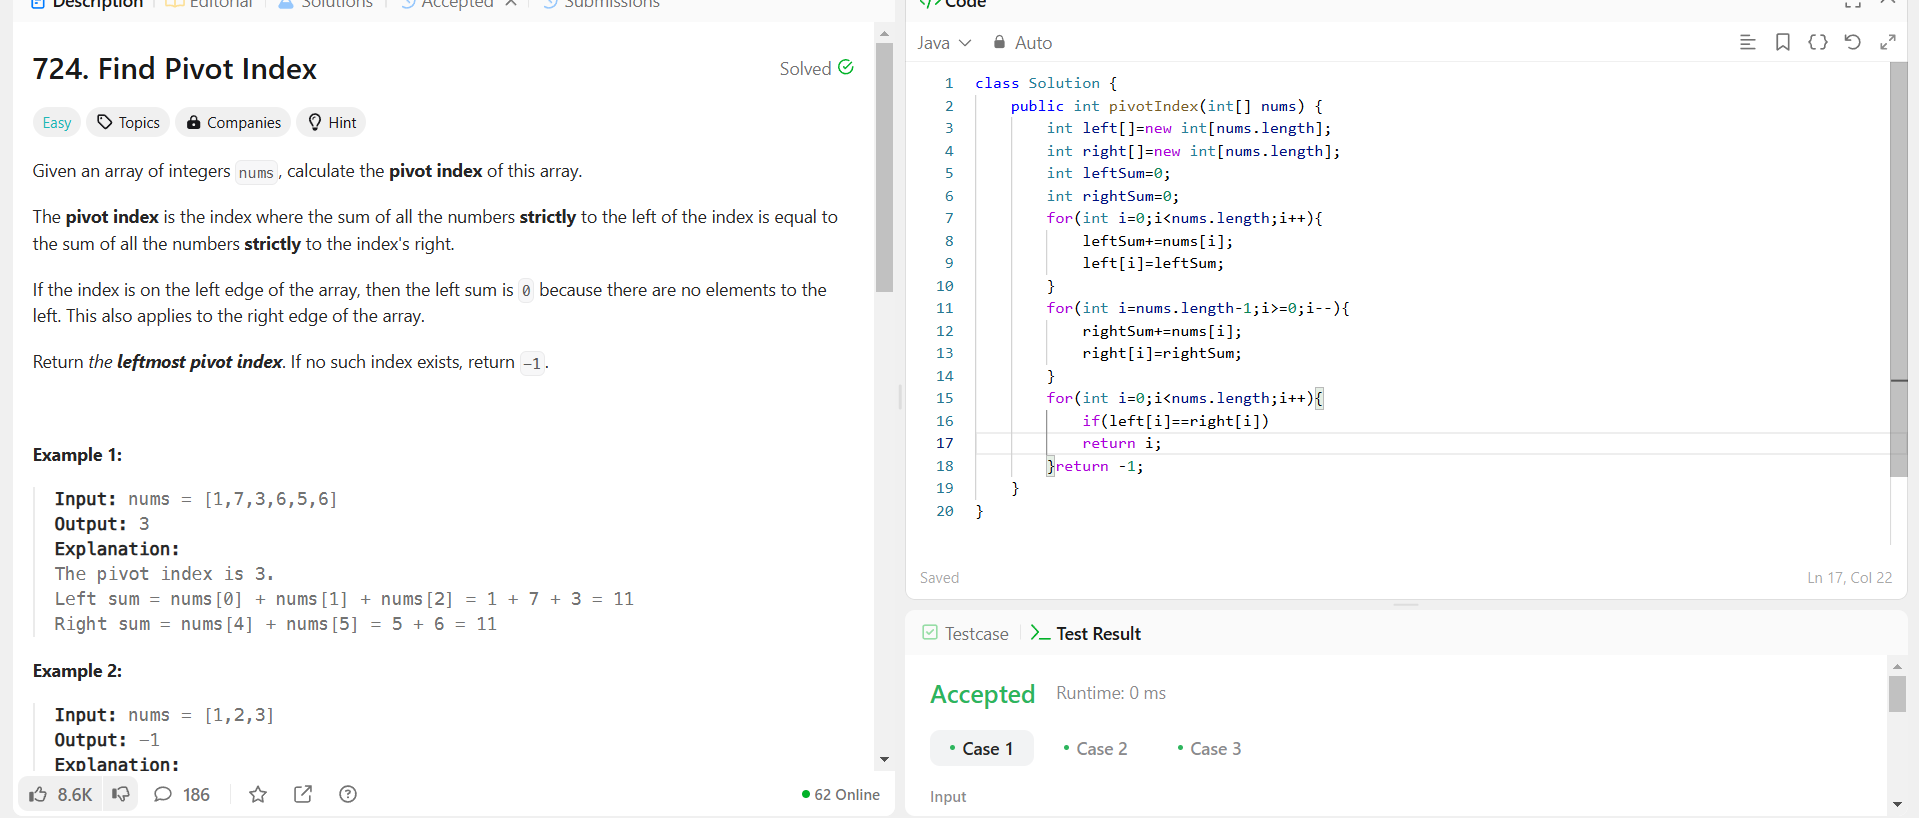 Description
Editorial
Solutions
Accepted
Submissions
724. Find Pivot Index
Solved
Easy
Topics
Companies
Hint
Given an array of integers nums, calculate the pivot index of this array.
The pivot index is the index where the sum of all the numbers strictly to the left of the index is equal to
the sum of all the numbers strictly to the index's right.
If the index is on the left edge of the array, then the left sum is 0 because there are no elements to the
left. This also applies to the right edge of the array.
Return the leftmost pivot index. If no such index exists, return -1.
Example 1:
Input: nums = [1,7,3,6,5,6]
Output: 3
Explanation:
The pivot index is 3.
Left sum = nums[0] + nums[1] + nums[2] = 1 + 7 + 3 = 11
Right sum = nums[4] + nums[5] = 5 + 6 = 11
Example 2:
Input: nums = [1,2,3]
Output: -1
Explanation:
8.6K
186
62 Online
</> Code
Java
Auto
1 class Solution {
2 public int pivotIndex(int[] nums) {
3 int left[]=new int[nums.length];
4 int right[]=new int[nums.length];
5 int leftSum=0;
6 int rightSum=0;
7 for(int i=0;i<nums.length;i++){
8 leftSum+=nums[i];
9 left[i]=leftSum;
10 }
11 for(int i=nums.length-1;i>=0;i--){
12 rightSum+=nums[i];
13 right[i]=rightSum;
14 }
15 for(int i=0;i<nums.length;i++){
16 if(left[i]==right[i])
17 return i;
18 }return -1;
19 }
20 }
Saved
Ln 17, Col 22
Testcase
Test Result
Accepted
Runtime: 0 ms
Case 1
Case 2
Case 3
Input